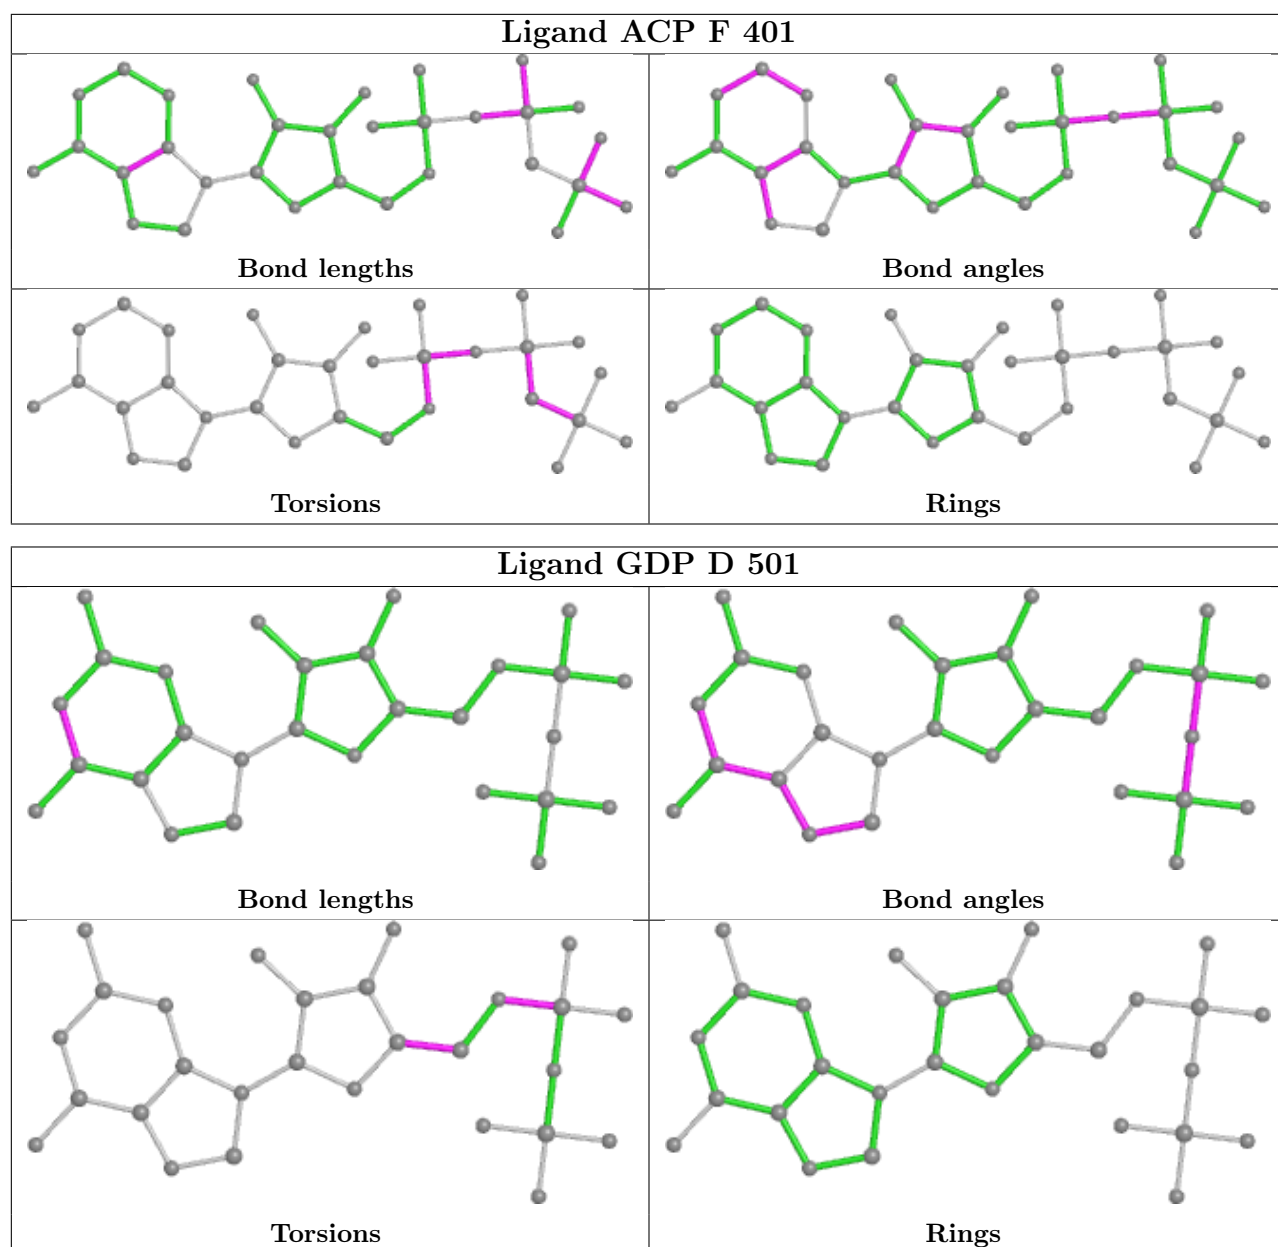 Ligand ACP F 401
Bond lengths
Bond angles
Torsions
Rings
Ligand GDP D 501
Bond lengths
Bond angles
Torsions
Rings